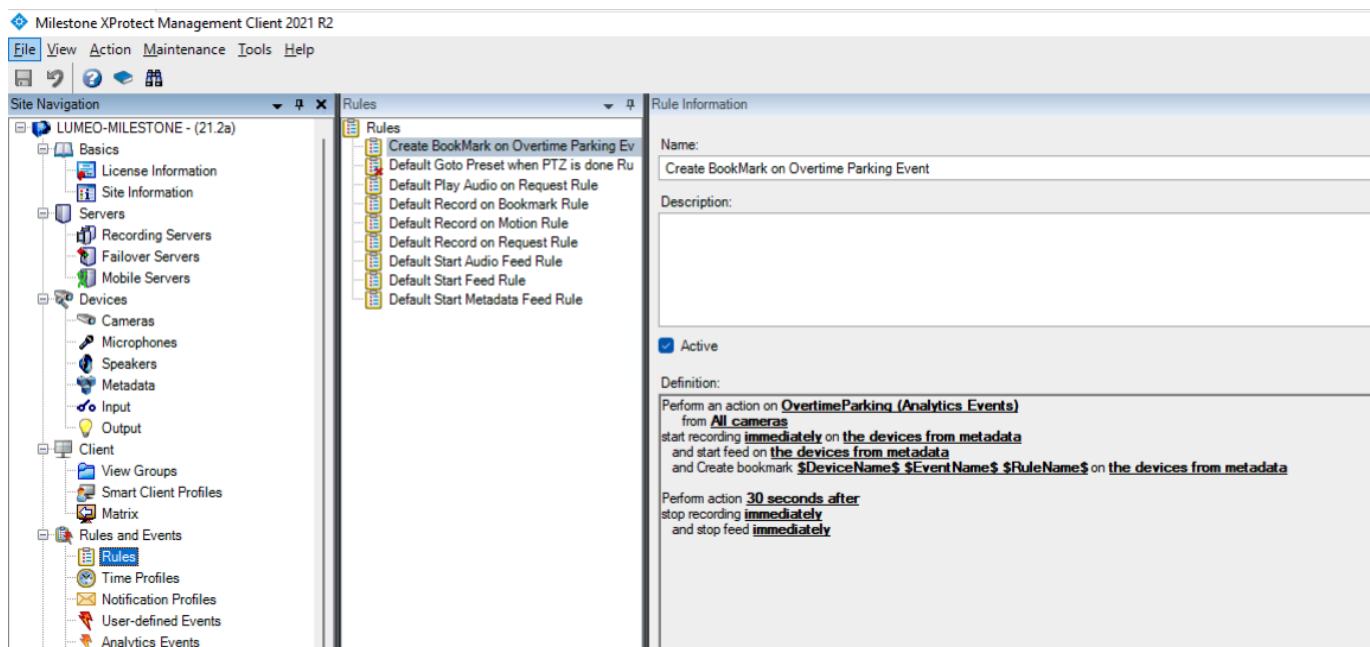 Milestone XProtect Management Client 2021 R2
File View Action Maintenance Tools Help
Site Navigation
LUMEO-MILESTONE - (21.2a)
Basics
License Information
Site Information
Servers
Recording Servers
Failover Servers
Mobile Servers
Devices
Cameras
Microphones
Speakers
Metadata
Input
Output
Client
View Groups
Smart Client Profiles
Matrix
Rules and Events
Rules
Time Profiles
Notification Profiles
User-defined Events
Analytics Events
Rules
Rules
Create BookMark on Overtime Parking Ev
Default Goto Preset when PTZ is done Ru
Default Play Audio on Request Rule
Default Record on Bookmark Rule
Default Record on Motion Rule
Default Record on Request Rule
Default Start Audio Feed Rule
Default Start Feed Rule
Default Start Metadata Feed Rule
Rule Information
Name:
Create BookMark on Overtime Parking Event
Description:
Active
Definition:
Perform an action on OvertimeParking (Analytics Events)
from All cameras
start recording immediately on the devices from metadata
and start feed on the devices from metadata
and Create bookmark $DeviceName$ $EventName$ $RuleName$ on the devices from metadata
Perform action 30 seconds after
stop recording immediately
and stop feed immediately